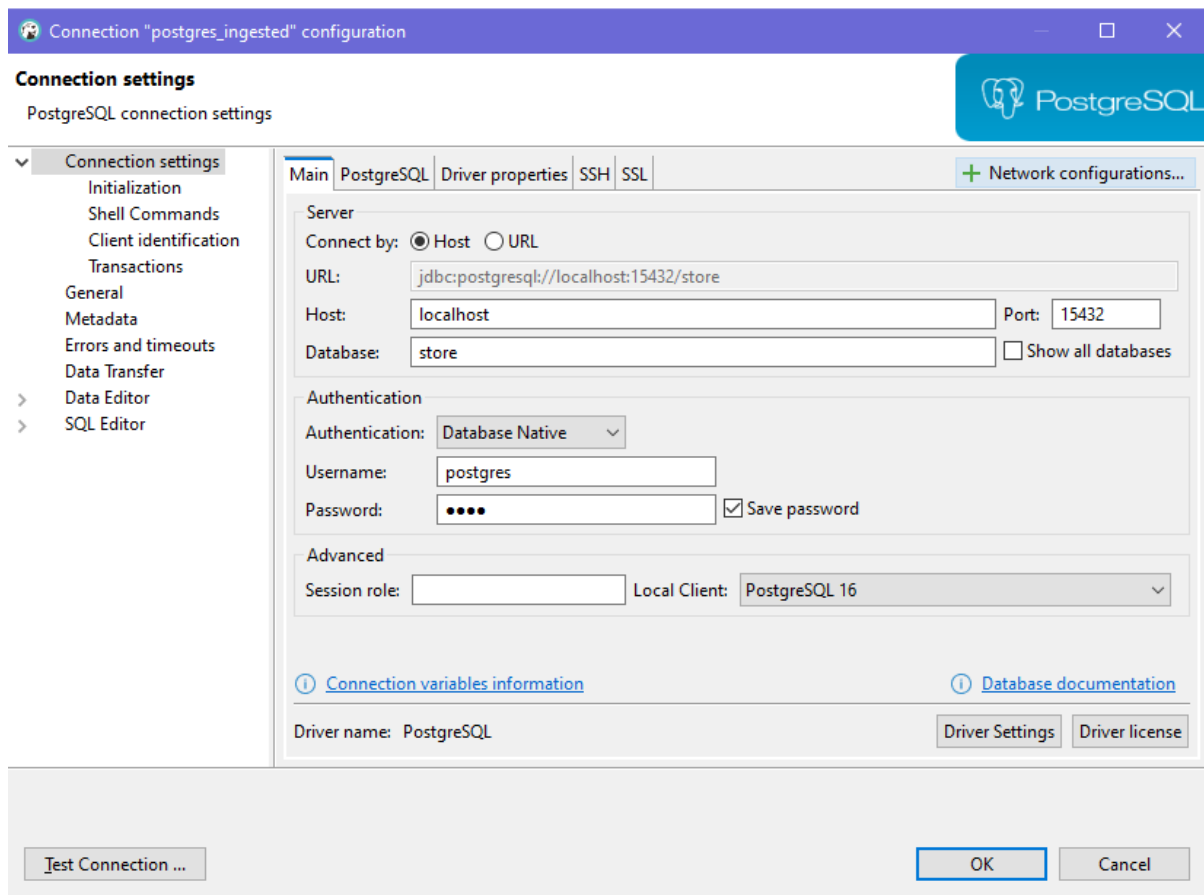 Connection "postgres_ingested" configuration
Connection settings
PostgreSQL connection settings
PostgreSQL
Connection settings
Initialization
Shell Commands
Client identification
Transactions
General
Metadata
Errors and timeouts
Data Transfer
Data Editor
SQL Editor
Main PostgreSQL Driver properties SSH SSL
Network configurations...
Server
Connect by: Host URL
URL: jdbc:postgresql://localhost:15432/store
Host: localhost Port: 15432
Database: store Show all databases
Authentication
Authentication: Database Native
Username: postgres
Password: •••• Save password
Advanced
Session role: Local Client: PostgreSQL 16
Connection variables information Database documentation
Driver name: PostgreSQL Driver Settings Driver license
Test Connection ... OK Cancel